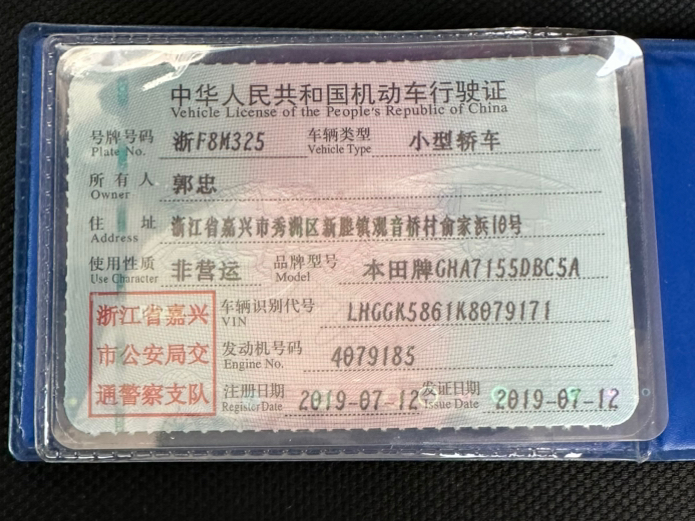 中华人民共和国机动车行驶证
Vehicle License of the People's Republic of China
号牌号码 浙F8M325 车辆类型 小型轿车
Plate No. Vehicle Type
所有人 郭忠
Owner
住址 浙江省嘉兴市秀洲区新塍镇观音桥村俞家浜10号
Address
使用性质 非营运 品牌型号 本田牌GHA7155DBC5A
Use Character Model
浙江省嘉兴 车辆识别代号 LHGGK5861K8079171
VIN
市公安局交 发动机号码 4079185
Engine No.
通警察支队 注册日期 2019-07-12 发证日期 2019-07-12
Register Date Issue Date